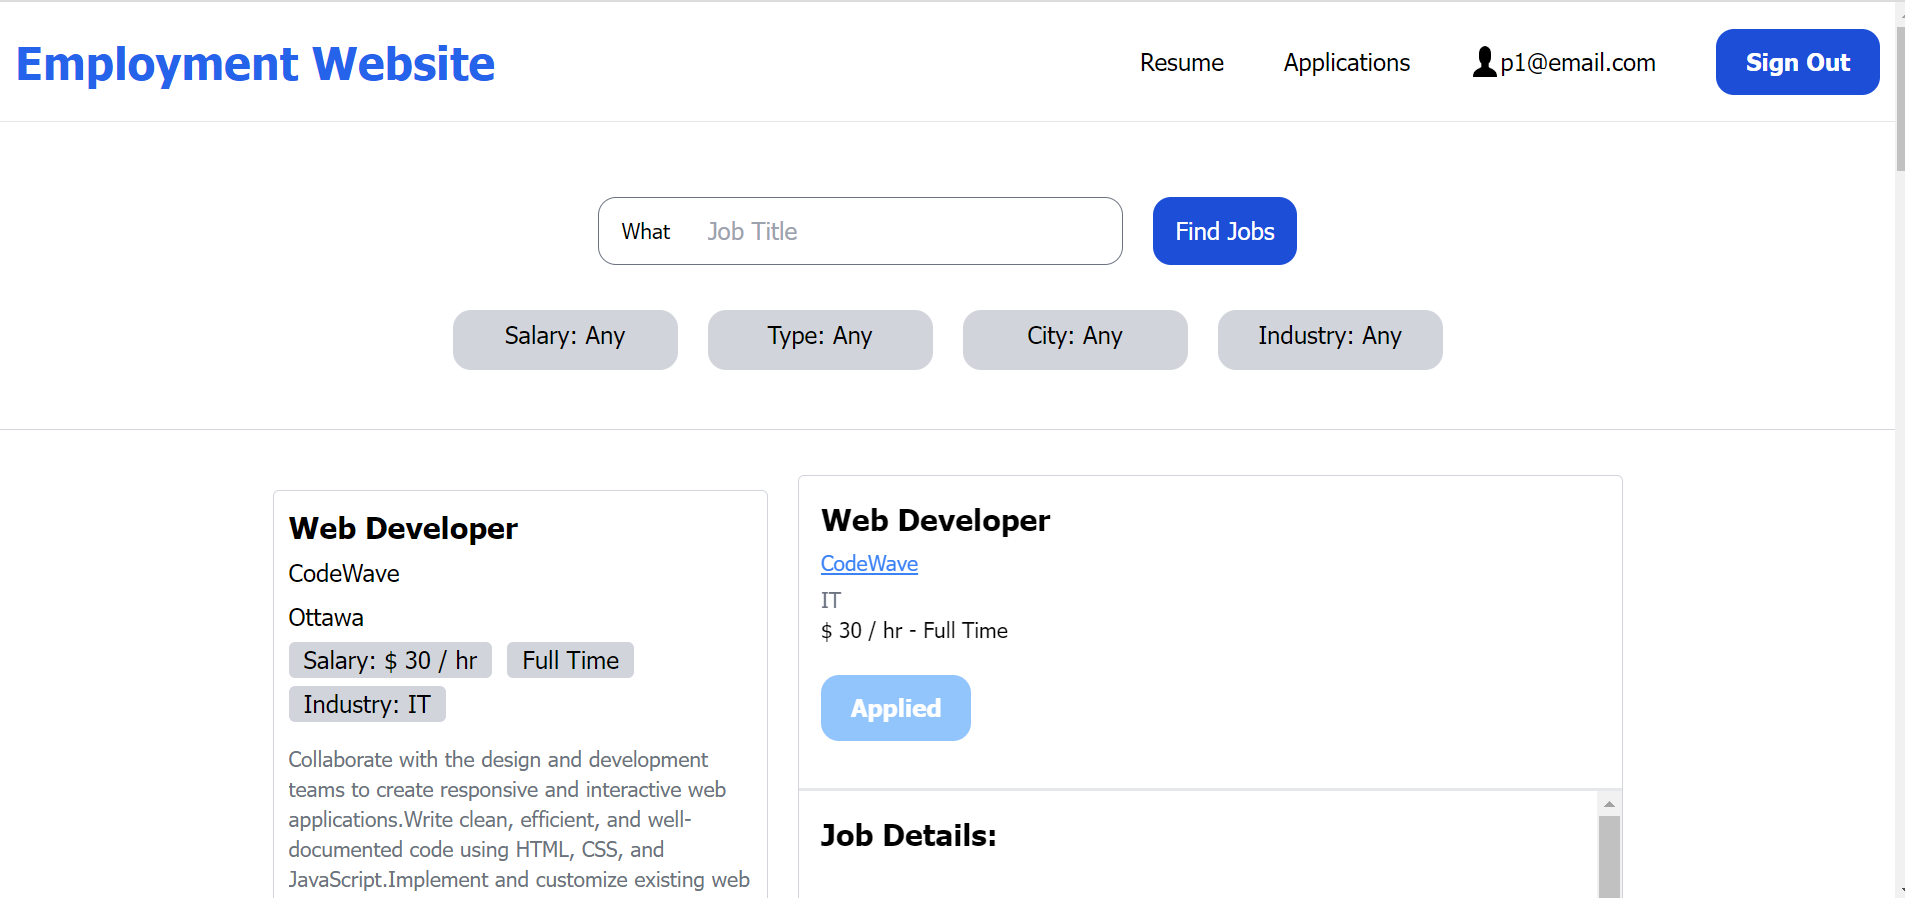 Employment Website
Resume
Applications
p1@email.com
Sign Out
What
Job Title
Find Jobs
Salary: Any
Type: Any
City: Any
Industry: Any
Web Developer
CodeWave
Ottawa
Salary: $ 30 / hr
Full Time
Industry: IT
Collaborate with the design and development
teams to create responsive and interactive web
applications.Write clean, efficient, and well-
documented code using HTML, CSS, and
JavaScript.Implement and customize existing web
Web Developer
CodeWave
IT
$ 30 / hr - Full Time
Applied
Job Details: